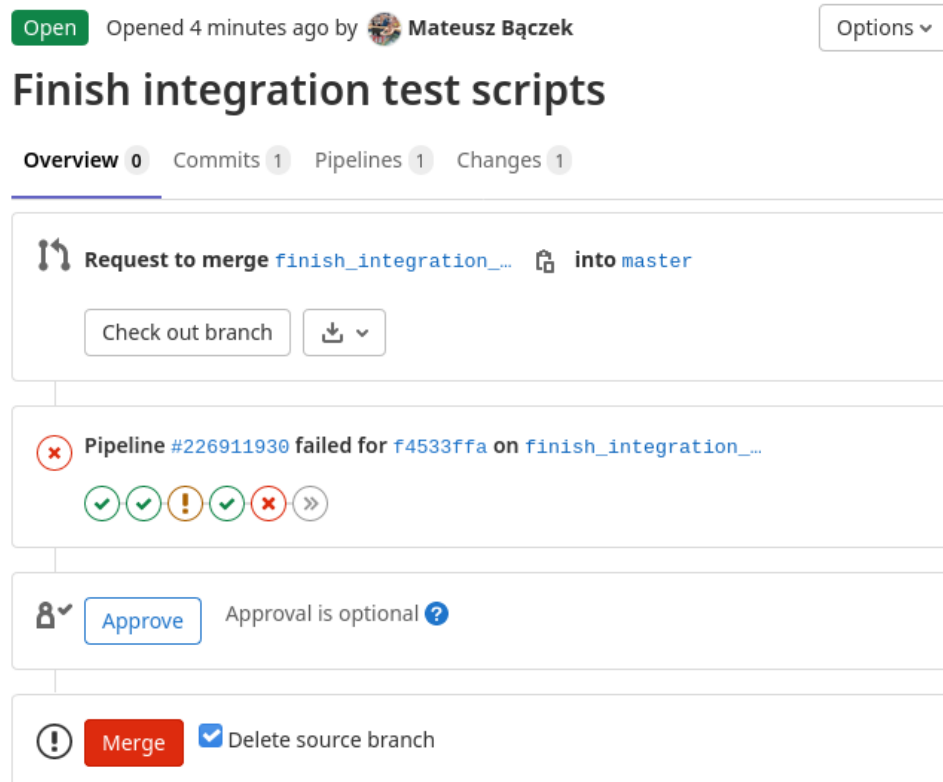 Open Opened 4 minutes ago by Mateusz Bączek Options
Finish integration test scripts
Overview 0 Commits 1 Pipelines 1 Changes 1
Request to merge finish_integration_… into master
Check out branch
Pipeline #226911930 failed for f4533ffa on finish_integration_…
Approve Approval is optional ?
Merge Delete source branch